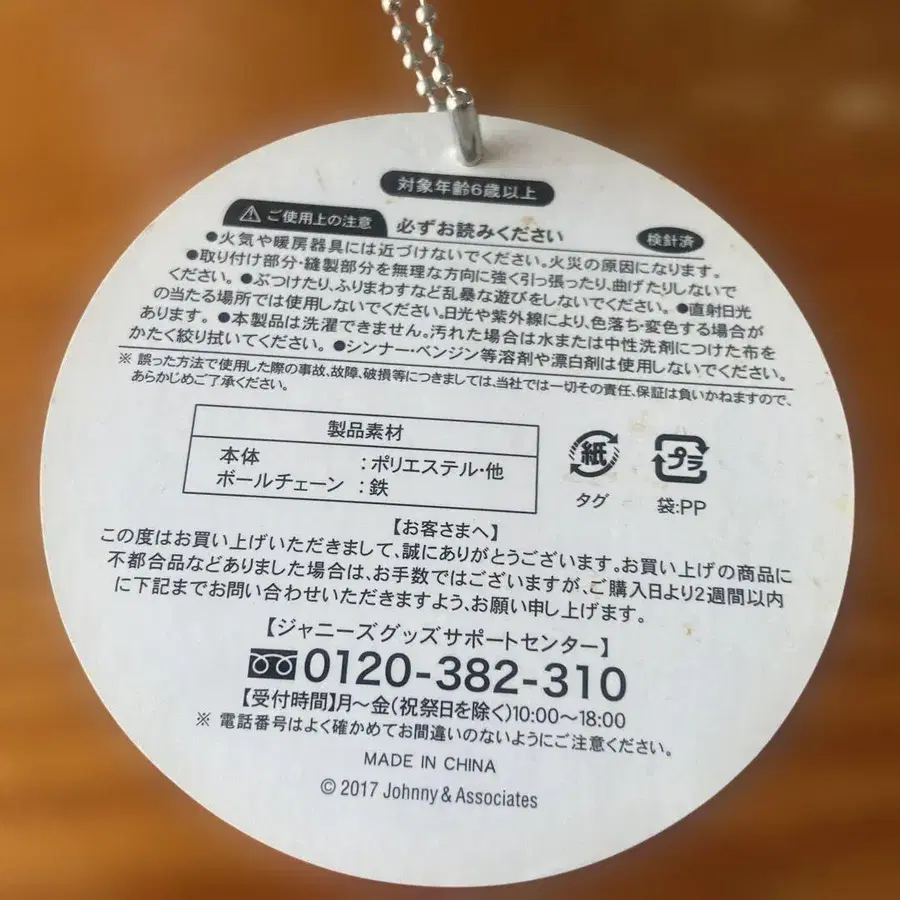 対象年齢6歳以上
⚠ご使用上の注意 必ずお読みください 検針済
●火気や暖房器具には近づけないでください。火災の原因になります。
●取り付け部分・縫製部分を無理な方向に強く引っ張ったり、曲げたりしないで
ください。●ぶつけたり、ふりまわすなど乱暴な遊びをしないでください。●直射日光
の当たる場所では使用しないでください。日光や紫外線により、色落ち・変色する場合が
あります。●本製品は洗濯できません。汚れた場合は水または中性洗剤につけた布を
かたく絞り拭いてください。●シンナー・ベンジン等溶剤や漂白剤は使用しないでください。
※ 誤った方法で使用した際の事故、故障、破損等につきましては、当社では一切その責任、保証は負いかねますので、
あらかじめご了承ください。
製品素材
本体 :ポリエステル・他
ボールチェーン :鉄
紙 プラ
タグ 袋:PP
【お客さまへ】
この度はお買い上げいただきまして、誠にありがとうございます。お買い上げの商品に
不都合品などありました場合は、お手数ではございますが、ご購入日より2週間以内
に下記までお問い合わせいただきますよう、お願い申し上げます。
【ジャニーズグッズサポートセンター】
0120-382-310
【受付時間】月〜金(祝祭日を除く)10:00〜18:00
※ 電話番号はよく確かめてお間違いのないようにご注意ください。
MADE IN CHINA
© 2017 Johnny & Associates